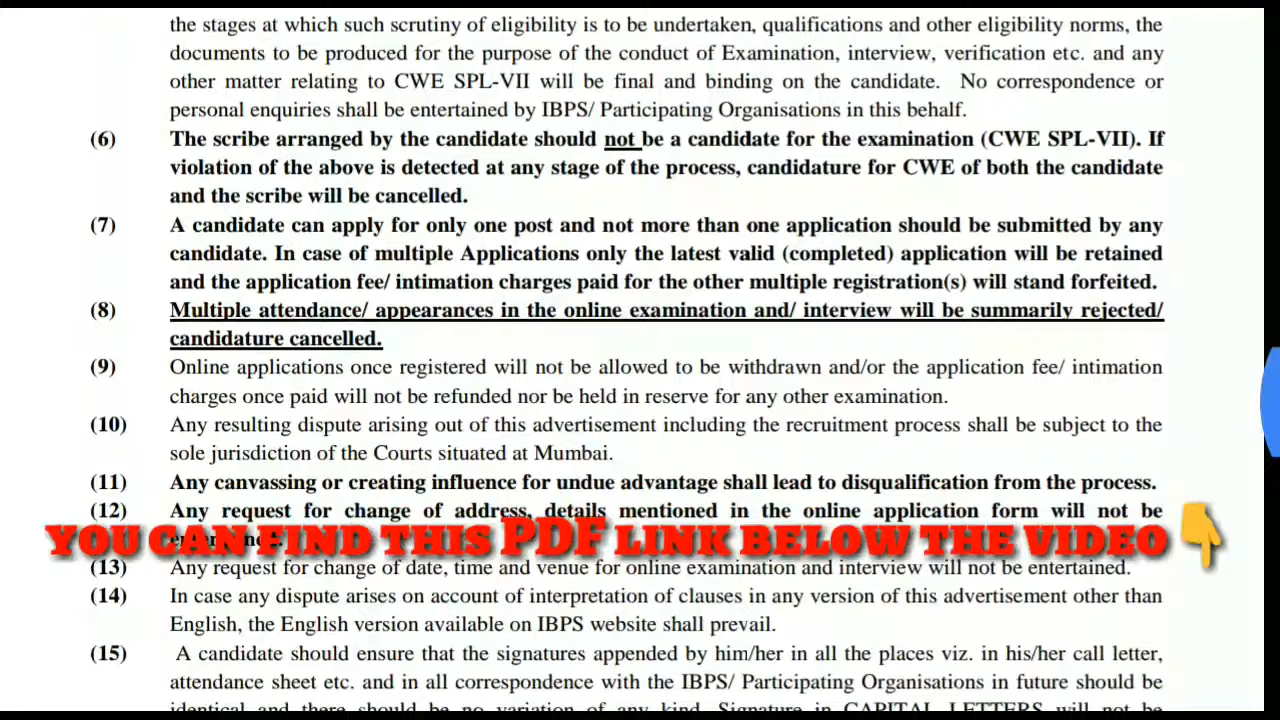 the stages at which such scrutiny of eligibility is to be undertaken, qualifications and other eligibility norms, the
documents to be produced for the purpose of the conduct of Examination, interview, verification etc. and any
other matter relating to CWE SPL-VII will be final and binding on the candidate. No correspondence or
personal enquiries shall be entertained by IBPS/ Participating Organisations in this behalf.
(6) The scribe arranged by the candidate should not be a candidate for the examination (CWE SPL-VII). If
violation of the above is detected at any stage of the process, candidature for CWE of both the candidate
and the scribe will be cancelled.
(7) A candidate can apply for only one post and not more than one application should be submitted by any
candidate. In case of multiple Applications only the latest valid (completed) application will be retained
and the application fee/ intimation charges paid for the other multiple registration(s) will stand forfeited.
(8) Multiple attendance/ appearances in the online examination and/ interview will be summarily rejected/
candidature cancelled.
(9) Online applications once registered will not be allowed to be withdrawn and/or the application fee/ intimation
charges once paid will not be refunded nor be held in reserve for any other examination.
(10) Any resulting dispute arising out of this advertisement including the recruitment process shall be subject to the
sole jurisdiction of the Courts situated at Mumbai.
(11) Any canvassing or creating influence for undue advantage shall lead to disqualification from the process.
(12) Any request for change of address, details mentioned in the online application form will not be
YOU CAN FIND THIS PDF LINK BELOW THE VIDEO
(13) Any request for change of date, time and venue for online examination and interview will not be entertained.
(14) In case any dispute arises on account of interpretation of clauses in any version of this advertisement other than
English, the English version available on IBPS website shall prevail.
(15) A candidate should ensure that the signatures appended by him/her in all the places viz. in his/her call letter,
attendance sheet etc. and in all correspondence with the IBPS/ Participating Organisations in future should be
identical and there should be no variation of any kind. Signature in CAPITAL LETTERS will not be